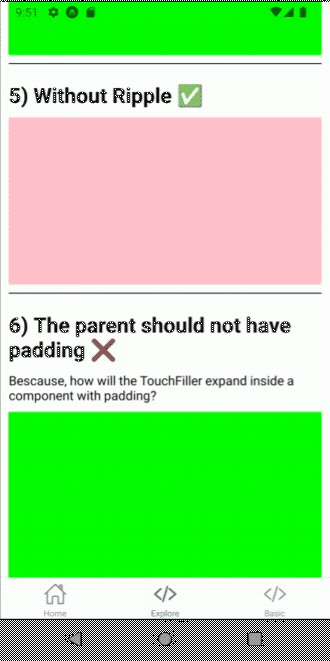 9:51
5) Without Ripple ✅
6) The parent should not have
padding ❌
Bescause, how will the TouchFiller expand inside a
component with padding?
Home
Explore
Basic